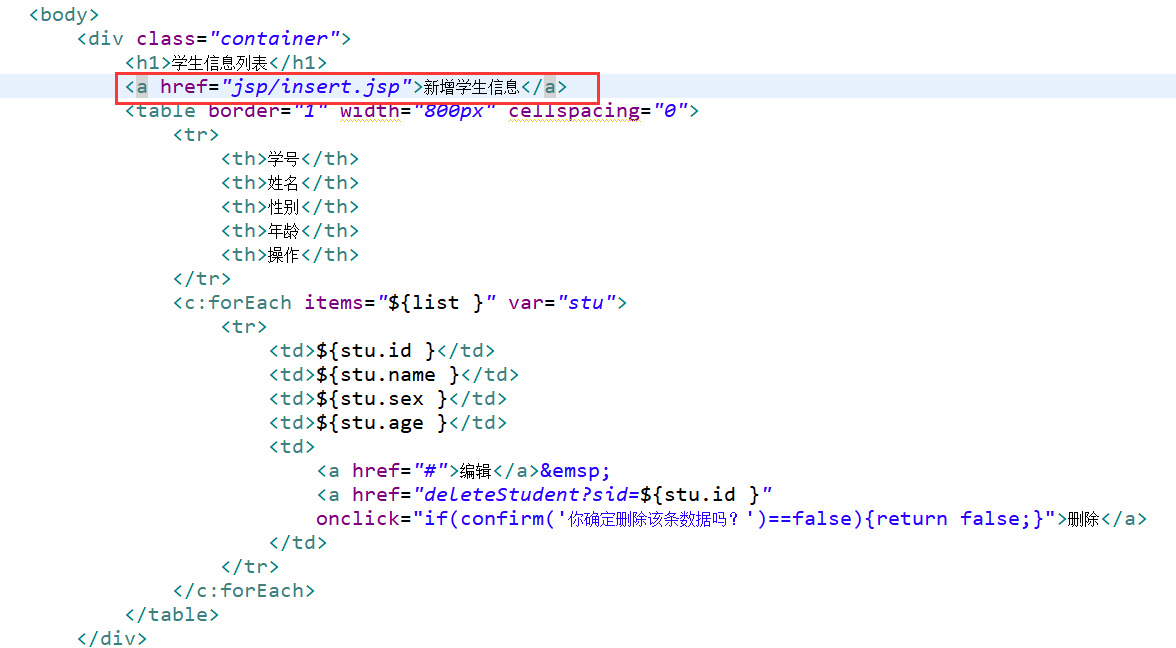 <body>
<div class="container">
<h1>学生信息列表</h1>
<a href="jsp/insert.jsp">新增学生信息</a>
<table border="1" width="800px" cellspacing="0">
<tr>
<th>学号</th>
<th>姓名</th>
<th>性别</th>
<th>年龄</th>
<th>操作</th>
</tr>
<c:forEach items="${list }" var="stu">
<tr>
<td>${stu.id }</td>
<td>${stu.name }</td>
<td>${stu.sex }</td>
<td>${stu.age }</td>
<td>
<a href="#">编辑</a>&emsp;
<a href="deleteStudent?sid=${stu.id }"
onclick="if(confirm('你确定删除该条数据吗？')==false){return false;}">删除</a>
</td>
</tr>
</c:forEach>
</table>
</div>